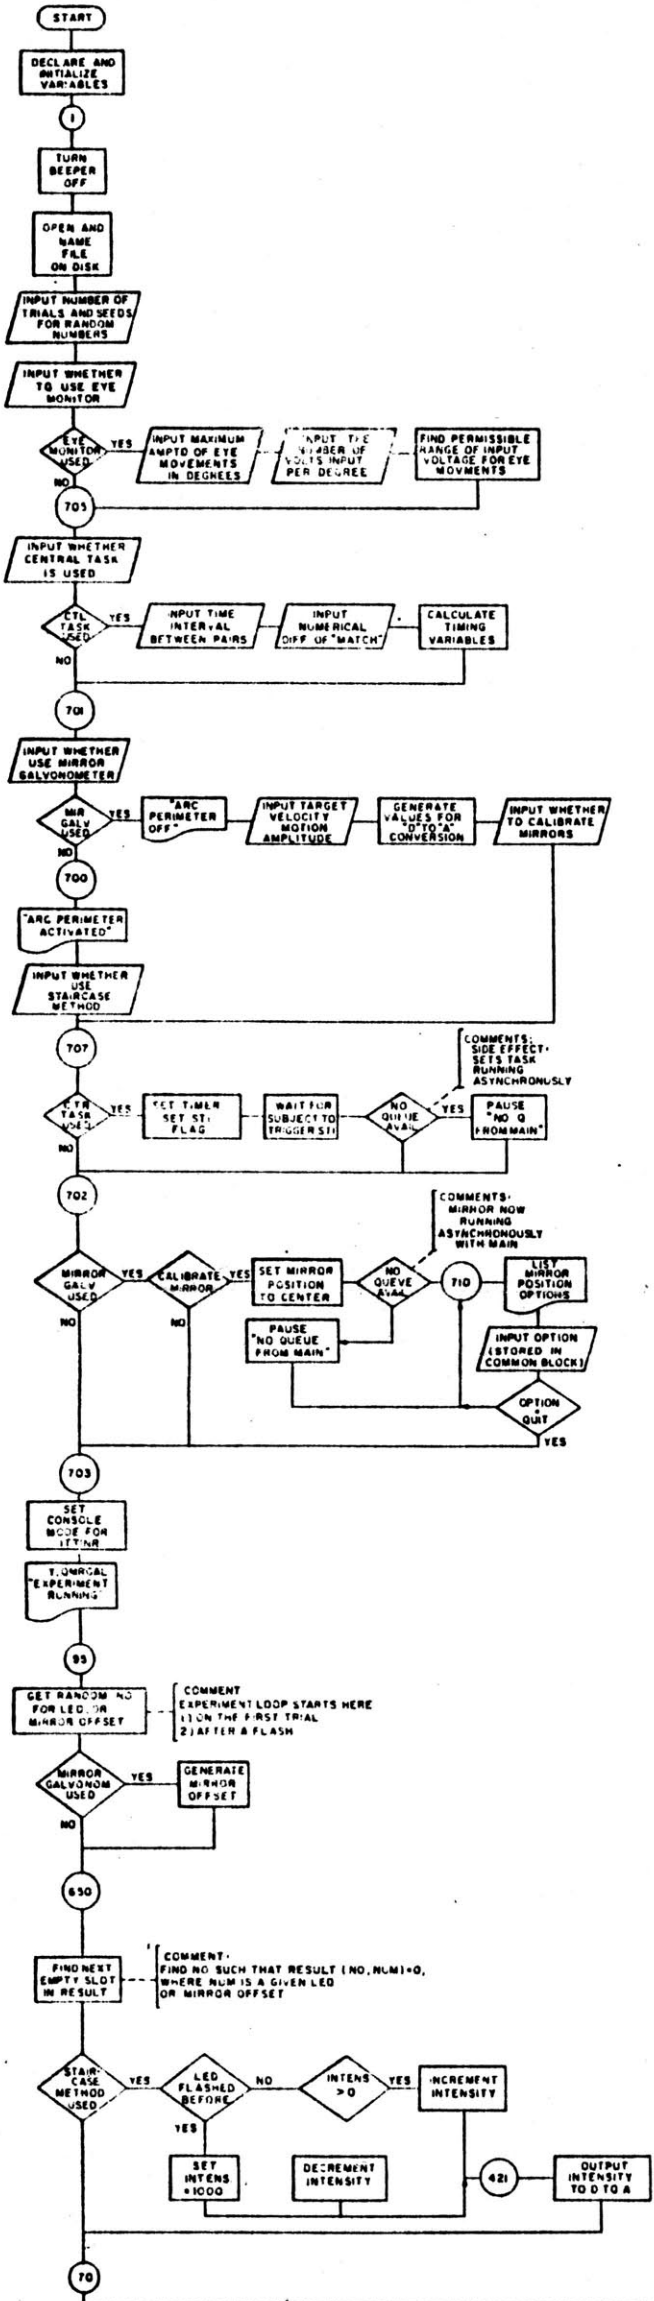 START
DECLARE AND
INITIALIZE
VARIABLES
1
TURN
BEEPER
OFF
OPEN AND
NAME
FILE
ON DISK
INPUT NUMBER OF
TRIALS AND SEEDS
FOR RANDOM
NUMBERS
INPUT WHETHER
TO USE EYE
MONITOR
EYE
MONITOR
USED
YES
NO
INPUT MAXIMUM
AMPTD OF EYE
MOVEMENTS
IN DEGREES
INPUT THE
NUMBER OF
VOLTS INPUT
PER DEGREE
FIND PERMISSIBLE
RANGE OF INPUT
VOLTAGE FOR EYE
MOVMENTS
705
INPUT WHETHER
CENTRAL TASK
IS USED
CTL
TASK
USED
YES
NO
INPUT TIME
INTERVAL
BETWEEN PAIRS
INPUT
NUMERICAL
DIFF OF "MATCH"
CALCULATE
TIMING
VARIABLES
701
INPUT WHETHER
USE MIRROR
GALVONOMETER
MIR
GALV
USED
YES
NO
"ARC
PERIMETER
OFF"
INPUT TARGET
VELOCITY
MOTION
AMPLITUDE
GENERATE
VALUES FOR
"D" TO "A"
CONVERSION
INPUT WHETHER
TO CALIBRATE
MIRRORS
700
"ARC PERIMETER
ACTIVATED"
INPUT WHETHER
USE
STAIRCASE
METHOD
707
COMMENTS:
SIDE EFFECT·
SETS TASK
RUNNING
ASYNCHRONUSLY
CTR
TASK
USED
YES
NO
SET TIMER
SET STI
FLAG
WAIT FOR
SUBJECT TO
TRIGGER STI
NO
QUEUE
AVAIL
YES
PAUSE
"NO Q
FROM MAIN"
702
COMMENTS·
MIRROR NOW
RUNNING
ASYNCHRONOUSLY
WITH MAIN
MIRROR
GALV
USED
YES
NO
CALIBRATE
MIRROR
YES
NO
SET MIRROR
POSITION
TO CENTER
NO
QUEVE
AVAIL
710
LIST
MIRROR
POSITION
OPTIONS
PAUSE
"NO QUEUE
FROM MAIN"
INPUT OPTION
(STORED IN
COMMON BLOCK)
OPTION
=
QUIT
YES
703
SET
CONSOLE
MODE FOR
ITTINR
"EXPERIMENT
RUNNING"
95
GET RANDOM NO
FOR LED, OR
MIRROR OFFSET
COMMENT
EXPERIMENT LOOP STARTS HERE
1) ON THE FIRST TRIAL
2) AFTER A FLASH
MIRROR
GALVONOM
USED
YES
NO
GENERATE
MIRROR
OFFSET
650
FIND NEXT
EMPTY SLOT
IN RESULT
COMMENT·
FIND NO SUCH THAT RESULT (NO, NUM)=0,
WHERE NUM IS A GIVEN LED
OR MIRROR OFFSET
STAIR-
CASE
METHOD
USED
YES
LED
FLASHED
BEFORE
NO
YES
INTENS
>0
YES
INCREMENT
INTENSITY
SET
INTENS
=1000
DECREMENT
INTENSITY
421
OUTPUT
INTENSITY
TO D TO A
70